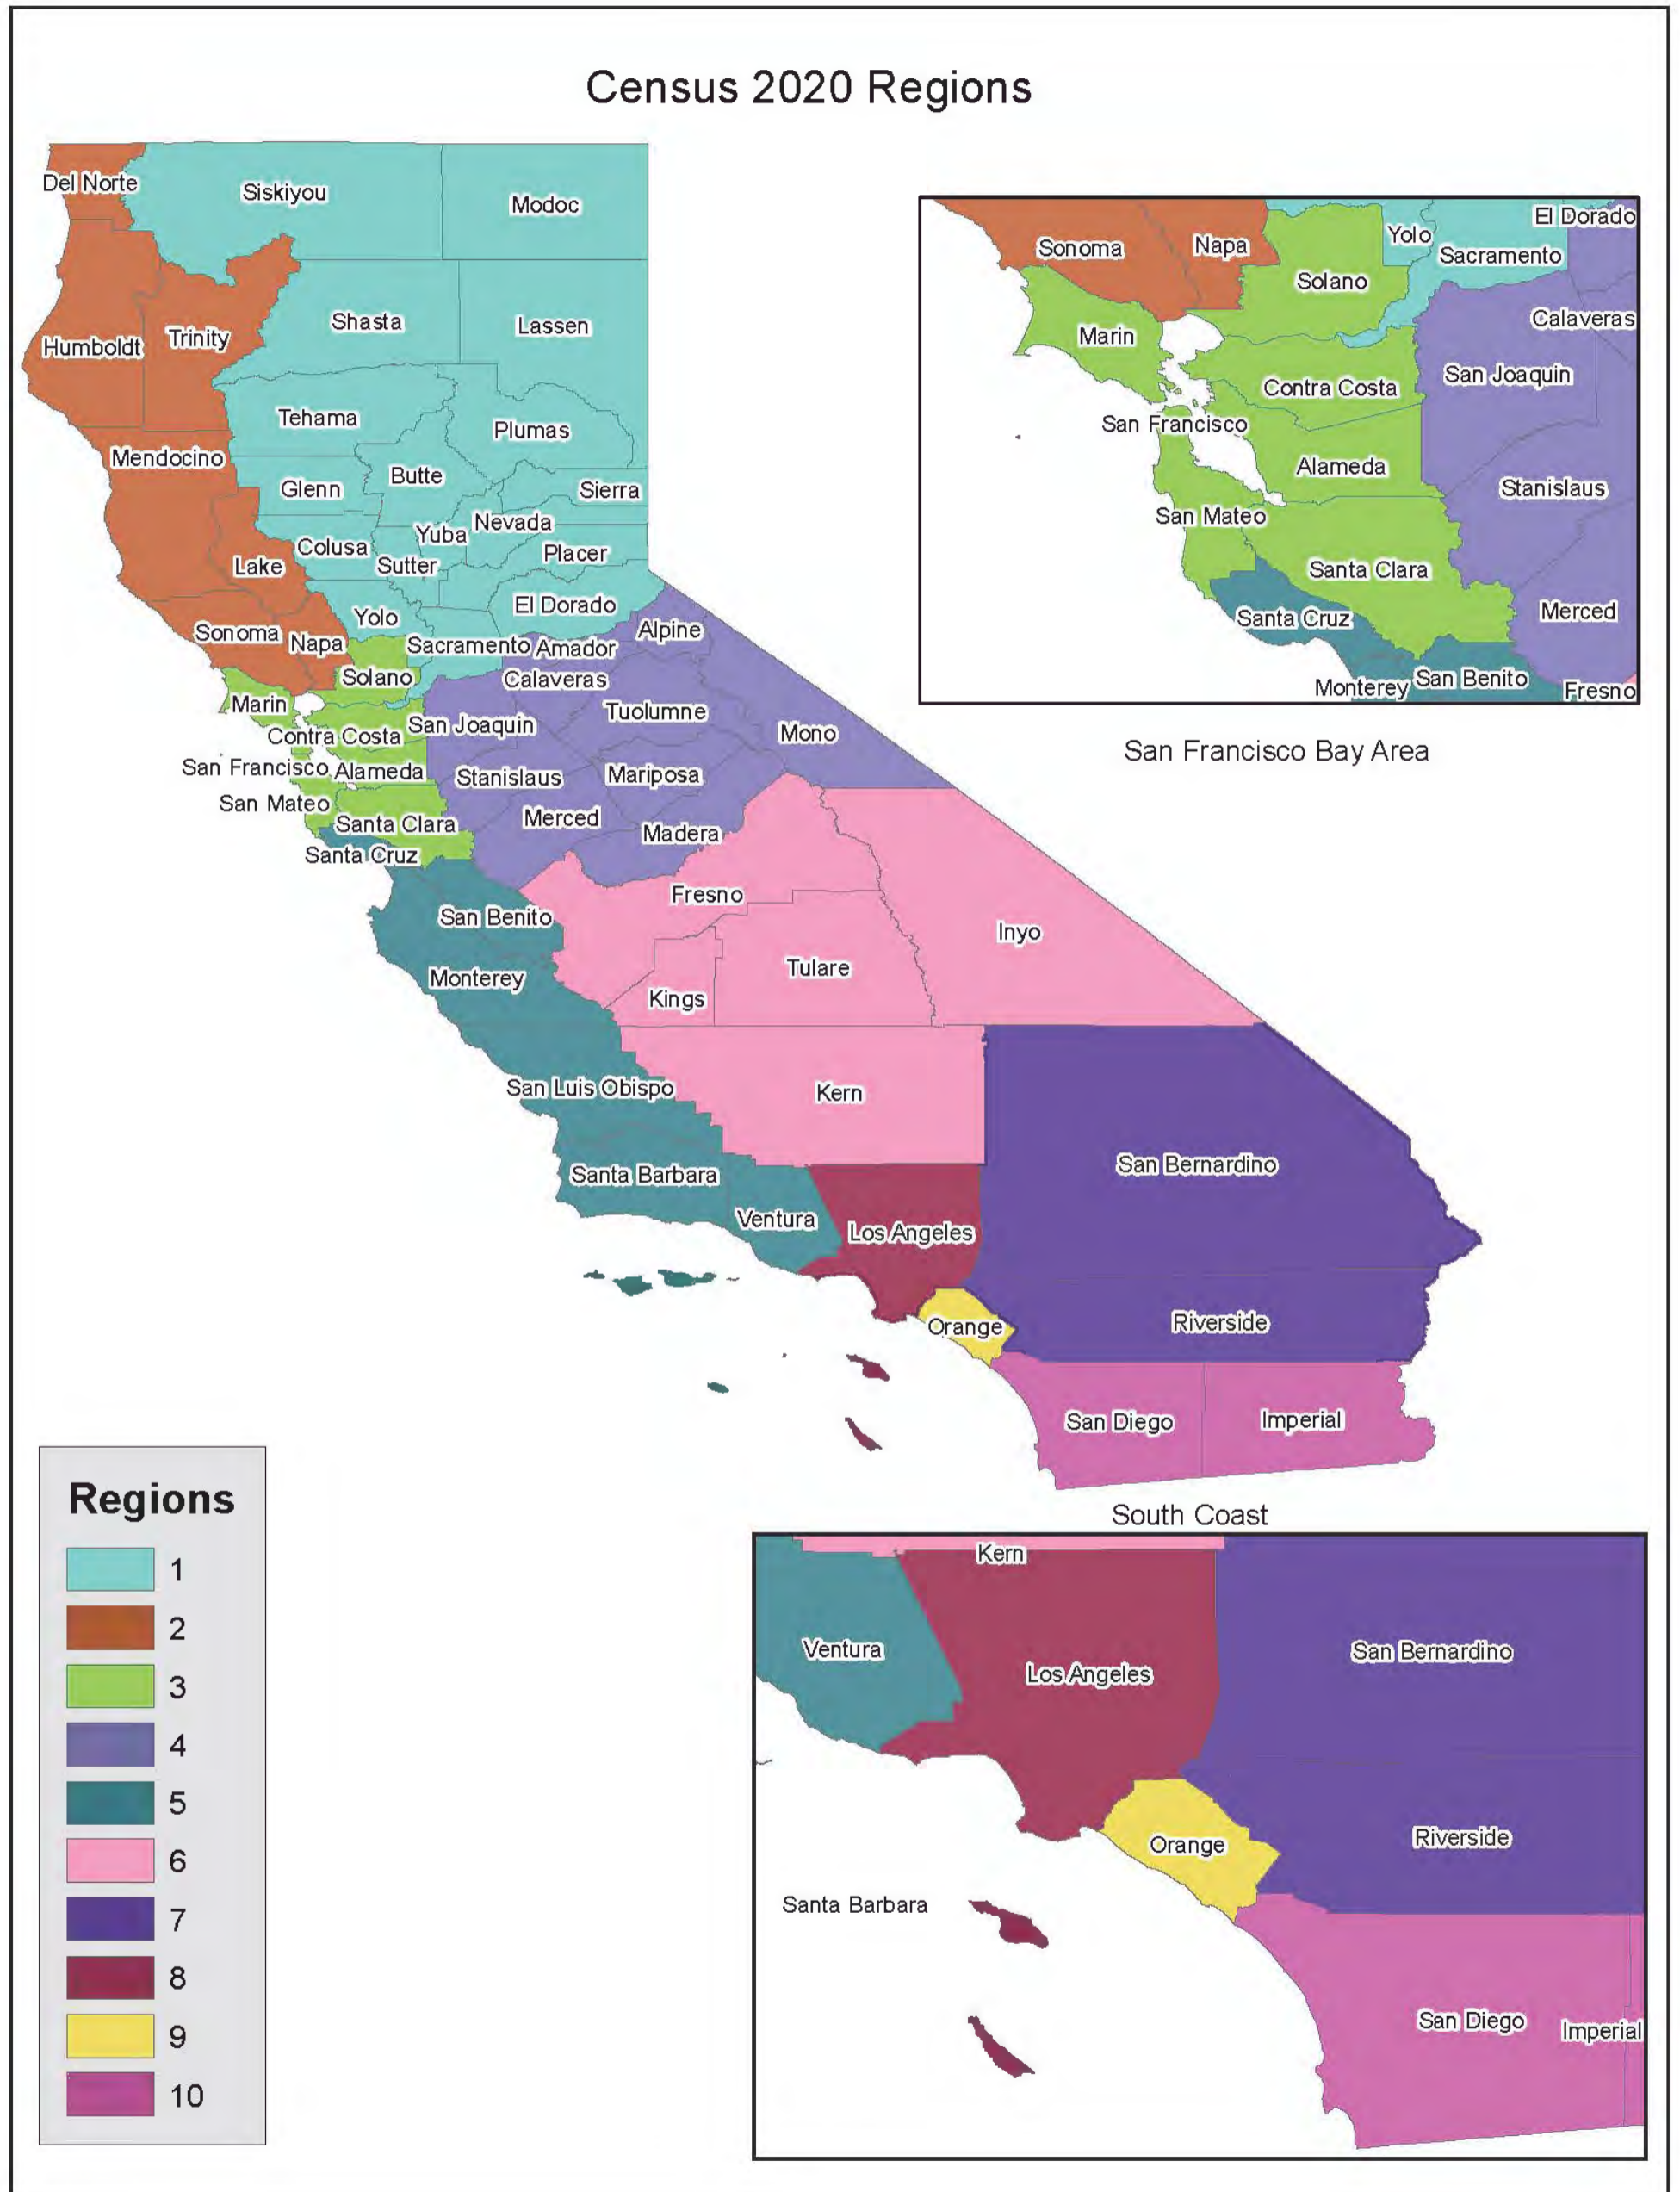 Census 2020 Regions
Del Norte
Siskiyou
Modoc
Humboldt
Trinity
Shasta
Lassen
Tehama
Plumas
Mendocino
Glenn
Butte
Sierra
Colusa
Yuba
Nevada
Sutter
Placer
Lake
El Dorado
Yolo
Sonoma
Napa
Sacramento
Amador
Alpine
Solano
Calaveras
Marin
San Joaquin
Tuolumne
Mono
Contra Costa
San Francisco
Alameda
Stanislaus
Mariposa
San Mateo
Santa Clara
Merced
Madera
Santa Cruz
Fresno
San Benito
Inyo
Monterey
Tulare
Kings
San Luis Obispo
Kern
Santa Barbara
San Bernardino
Ventura
Los Angeles
Orange
Riverside
San Diego
Imperial
El Dorado
Sonoma
Napa
Yolo
Sacramento
Solano
Marin
Calaveras
Contra Costa
San Joaquin
San Francisco
Alameda
Stanislaus
San Mateo
Santa Clara
Santa Cruz
Merced
Monterey
San Benito
Fresno
San Francisco Bay Area
Regions
1
2
3
4
5
6
7
8
9
10
South Coast
Kern
Ventura
Los Angeles
San Bernardino
Orange
Riverside
Santa Barbara
San Diego
Imperial